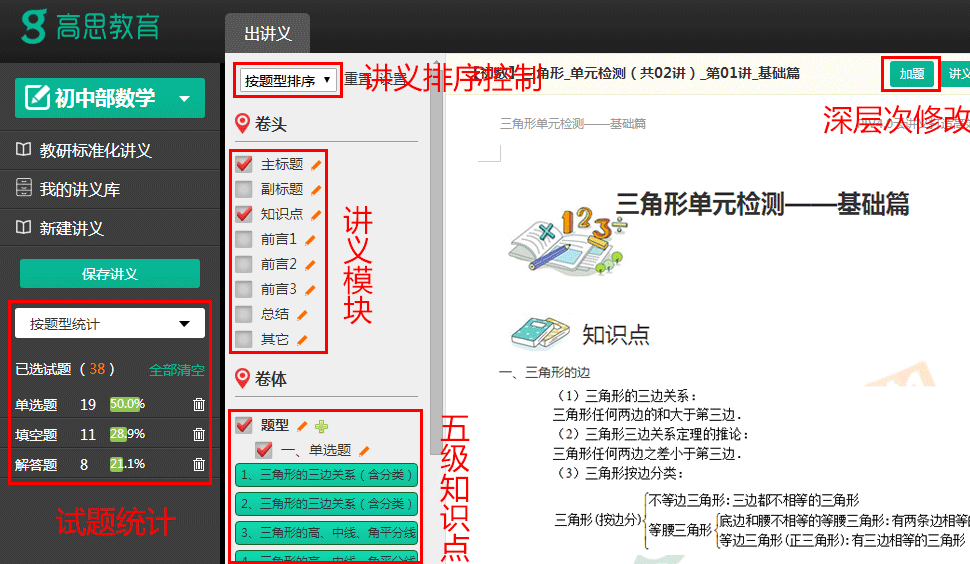 高思教育
初中部数学
教研标准化讲义
我的讲义库
新建讲义
保存讲义
按题型统计
已选试题（38）
全部清空
单选题 19 50.0%
填空题 11 28.9%
解答题 8 21.1%
试题统计
出讲义
按题型排序
重置 设置
讲义排序控制
卷头
主标题
副标题
知识点
前言1
前言2
前言3
总结
其它
讲义模块
卷体
题型
一、单选题
1、三角形的三边关系（含分类）
2、三角形的三边关系（含分类）
3、三角形的高、中线、角平分线
4、三角形的高、中线、角平分线
五级知识点
三角形_单元检测（共02讲）_第01讲_基础篇
加题
讲义
深层次修改
三角形单元检测——基础篇
三角形单元检测——基础篇
知识点
一、三角形的边
（1）三角形的三边关系：
三角形任何两边的和大于第三边．
（2）三角形三边关系定理的推论：
三角形任何两边之差小于第三边．
（3）三角形按边分类：
三角形(按边分)
不等边三角形：三边都不相等的三角形
等腰三角形
底边和腰不相等的等腰三角形：有两条边相等的
等边三角形(正三角形)：有三边相等的三角形